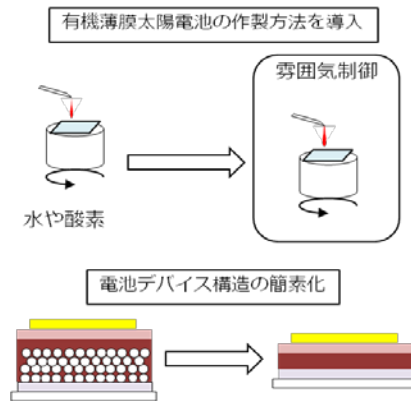 有機薄膜太陽電池の作製方法を導入
雰囲気制御
水や酸素
電池デバイス構造の簡素化